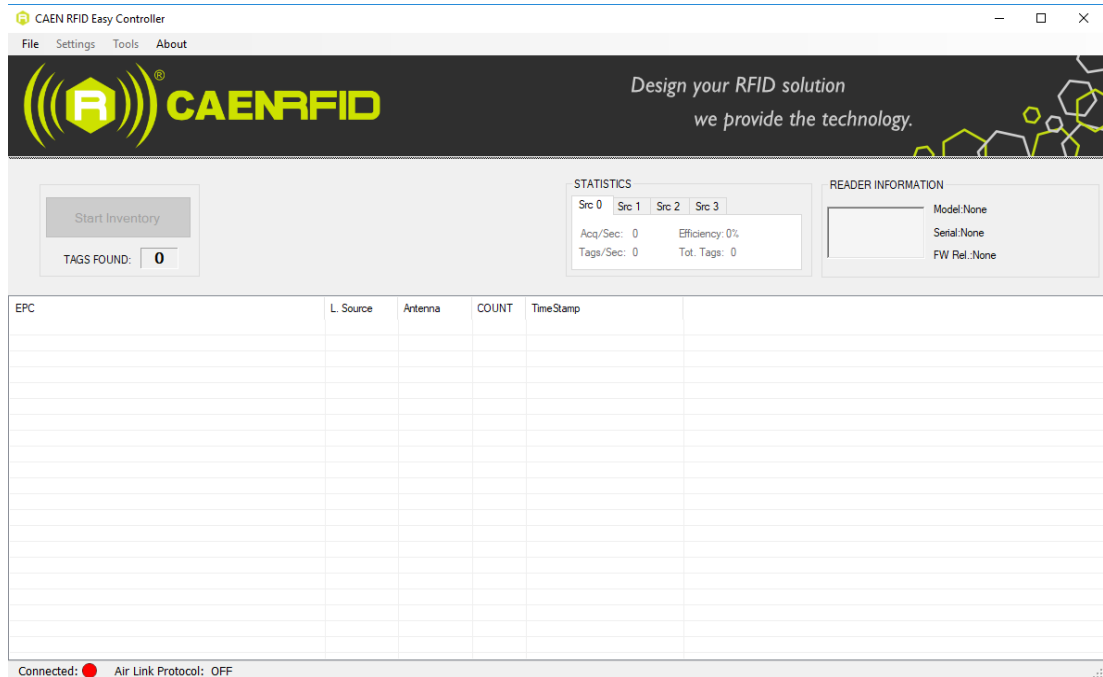 CAEN RFID Easy Controller
File Settings Tools About
R ® CAENRFID
Design your RFID solution
we provide the technology.
Start Inventory
TAGS FOUND: 0
STATISTICS
Src 0 Src 1 Src 2 Src 3
Acq/Sec: 0 Efficiency: 0%
Tags/Sec: 0 Tot. Tags: 0
READER INFORMATION
Model:None
Serial:None
FW Rel.:None
EPC L. Source Antenna COUNT TimeStamp
Connected: Air Link Protocol: OFF